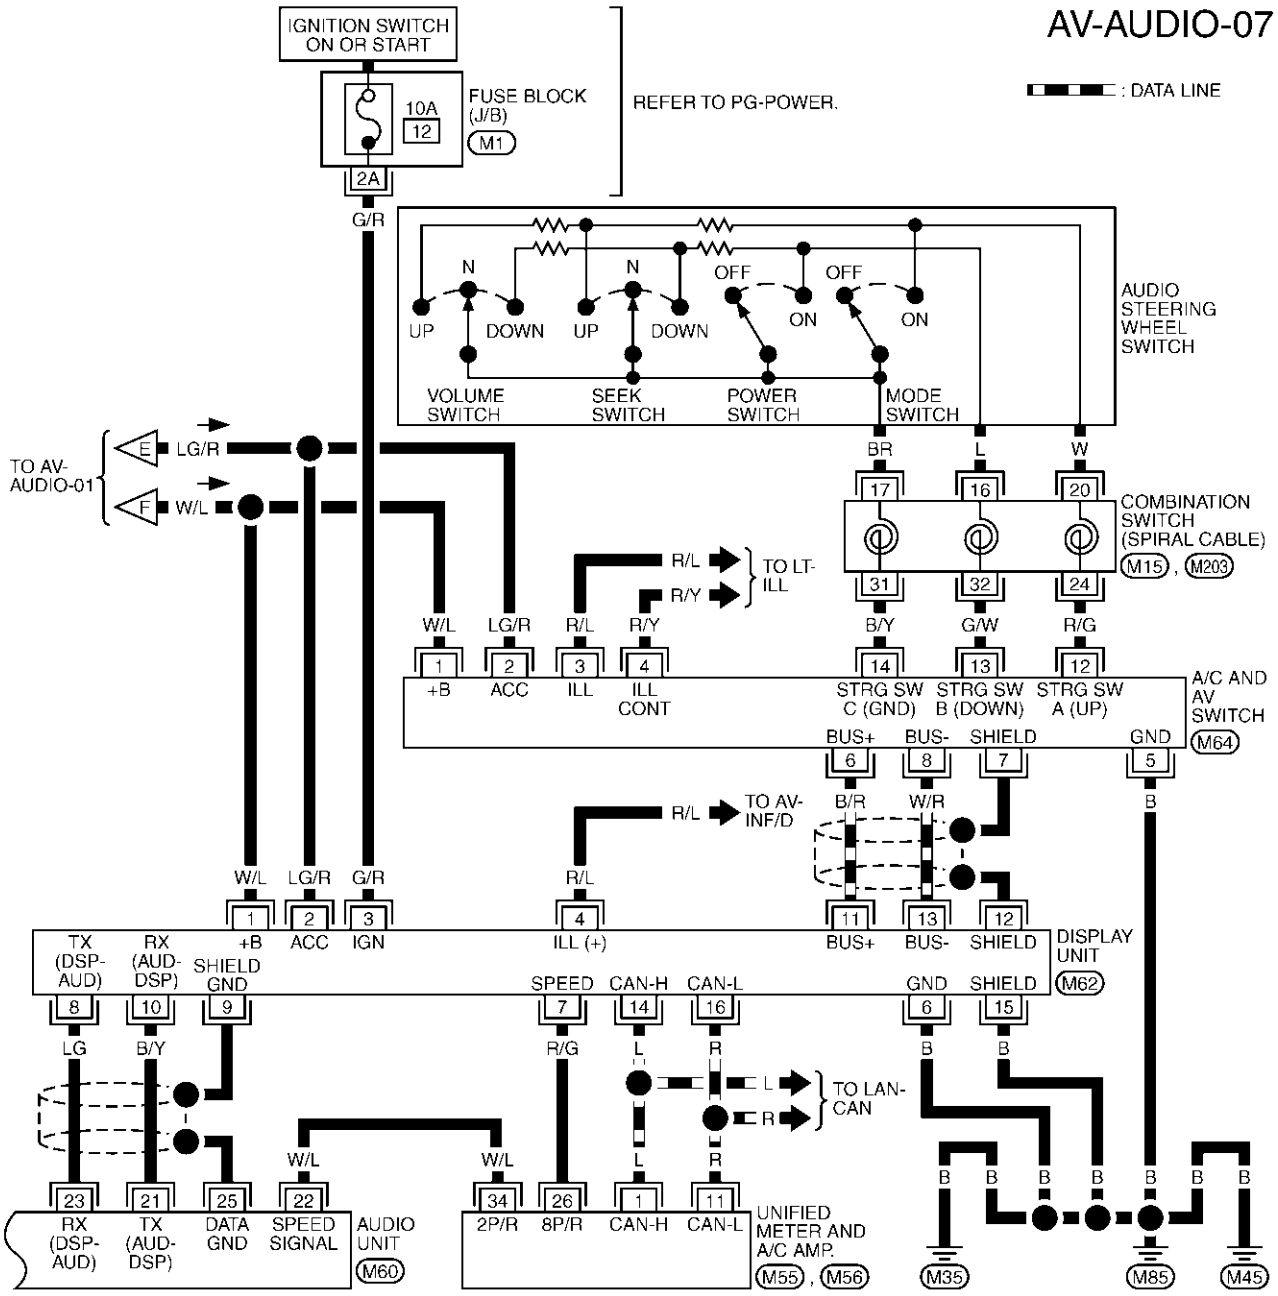 AV-AUDIO-07
IGNITION SWITCH
ON OR START
10A
12
FUSE BLOCK
(J/B)
M1
REFER TO PG-POWER.
: DATA LINE
2A
G/R
N
N
OFF
OFF
UP
DOWN
UP
DOWN
ON
ON
VOLUME
SWITCH
SEEK
SWITCH
POWER
SWITCH
MODE
SWITCH
AUDIO
STEERING
WHEEL
SWITCH
TO AV-
AUDIO-01
E
LG/R
F
W/L
BR
L
W
17
16
20
COMBINATION
SWITCH
(SPIRAL CABLE)
M15 , M203
31
32
24
B/Y
G/W
R/G
R/L
R/Y
TO LT-
ILL
W/L
LG/R
R/L
R/Y
1
2
3
4
14
13
12
+B
ACC
ILL
ILL
CONT
STRG SW
C (GND)
STRG SW
B (DOWN)
STRG SW
A (UP)
A/C AND
AV
SWITCH
M64
BUS+
BUS-
SHIELD
GND
6
8
7
5
B/R
W/R
B
R/L
TO AV-
INF/D
W/L
LG/R
G/R
R/L
1
2
3
4
11
13
12
+B
ACC
IGN
ILL (+)
BUS+
BUS-
SHIELD
DISPLAY
UNIT
M62
TX
(DSP-
AUD)
RX
(AUD-
DSP)
SHIELD
GND
SPEED
CAN-H
CAN-L
GND
SHIELD
8
10
9
7
14
16
6
15
LG
B/Y
R/G
L
R
B
B
L
R
TO LAN-
CAN
W/L
W/L
L
R
B
B
B
B
B
B
B
23
21
25
22
34
26
1
11
RX
(DSP-
AUD)
TX
(AUD-
DSP)
DATA
GND
SPEED
SIGNAL
AUDIO
UNIT
M60
2P/R
8P/R
CAN-H
CAN-L
UNIFIED
METER AND
A/C AMP.
M55 , M56
M35
M85
M45